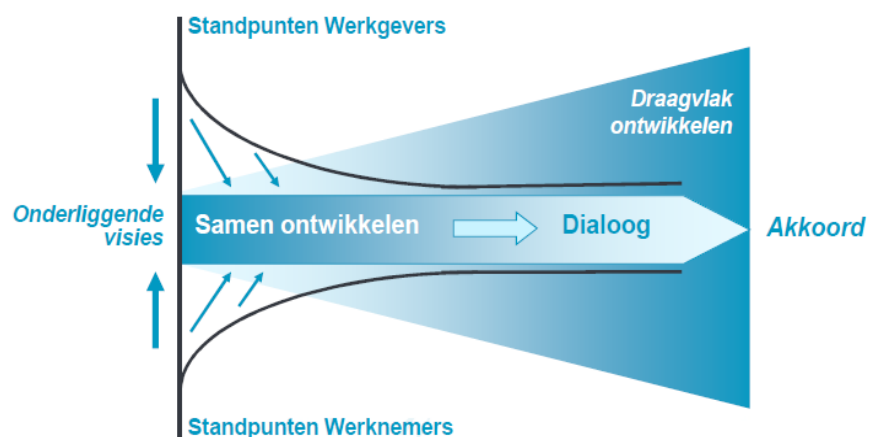 Standpunten Werkgevers
Draagvlak
ontwikkelen
Onderliggende
visies
Samen ontwikkelen
Dialoog
Akkoord
Standpunten Werknemers